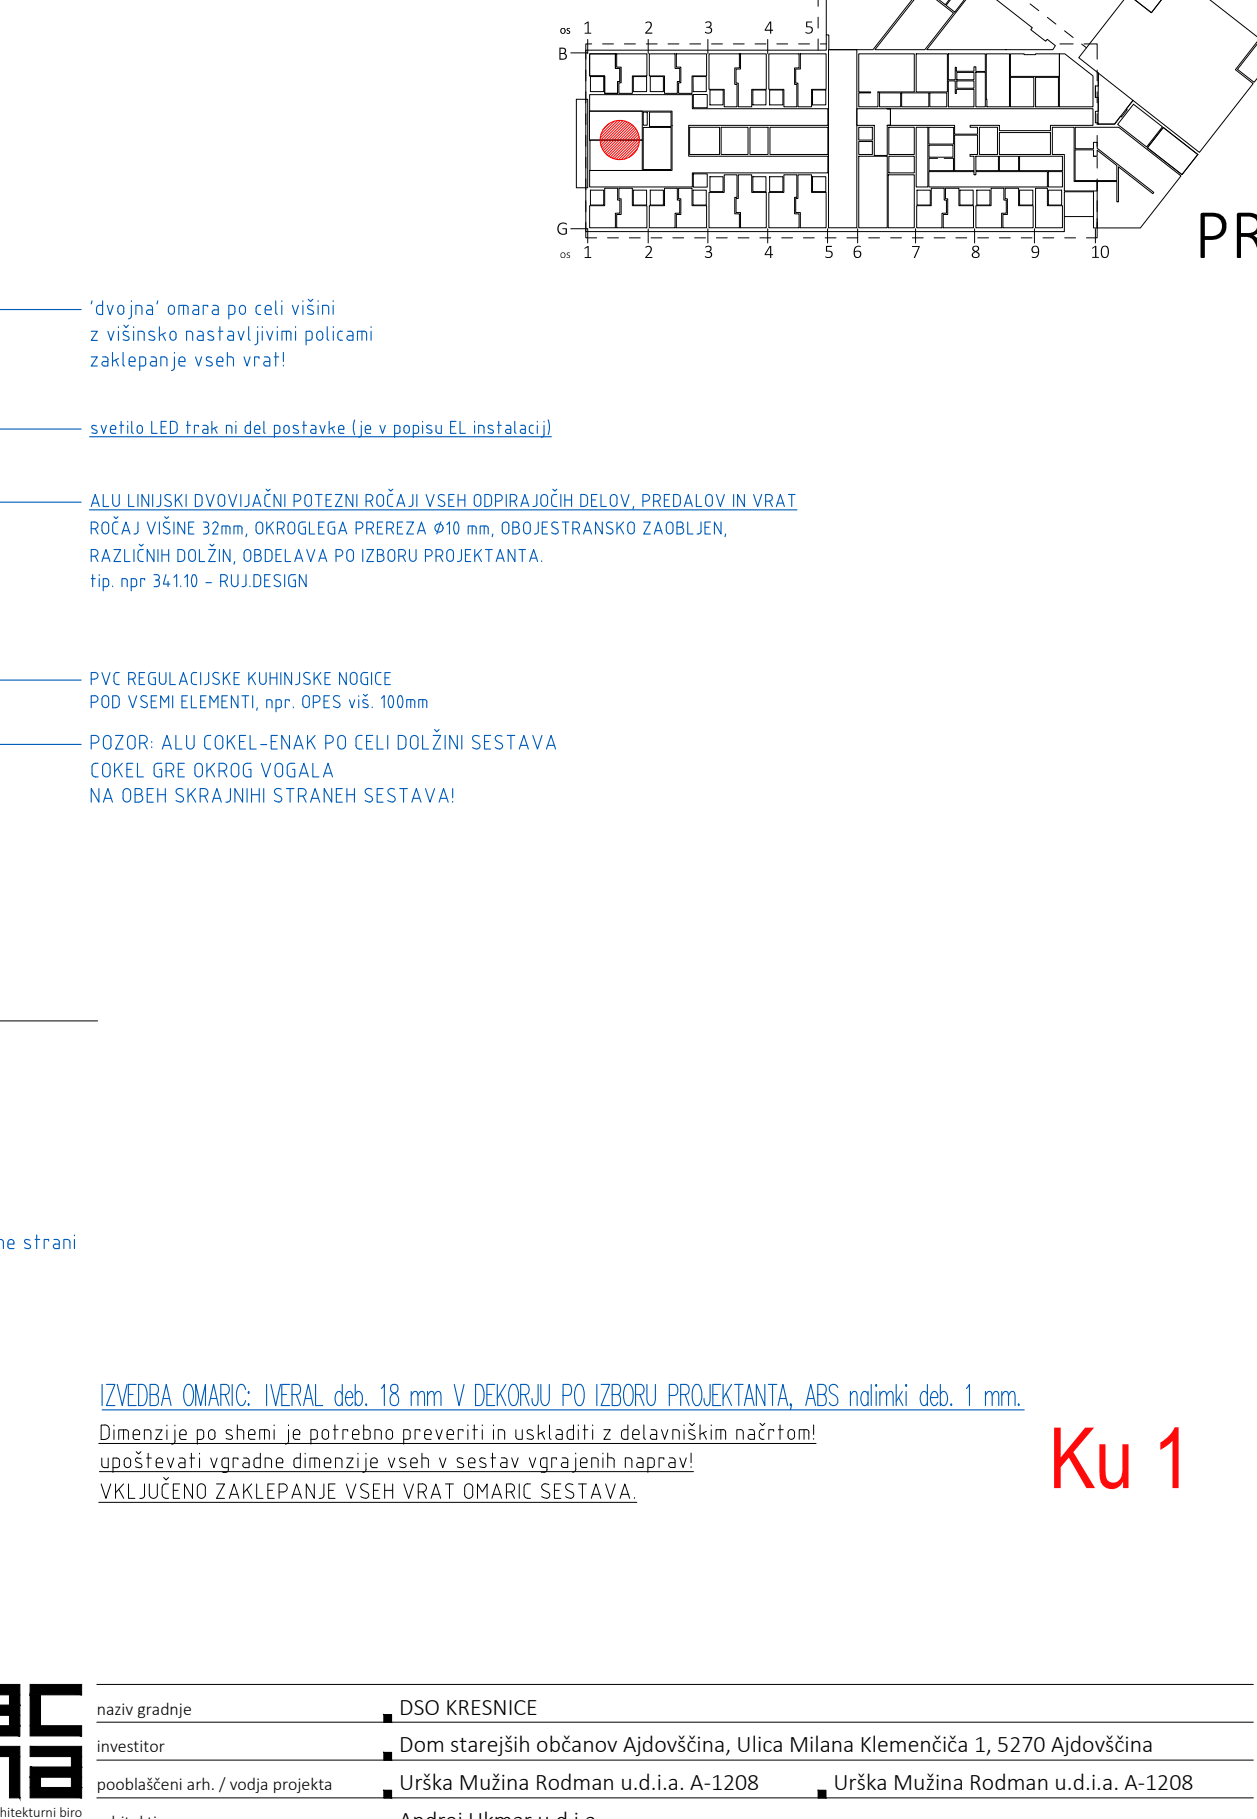 os 1 2 3 4 5
B
G
os 1 2 3 4 5 6 7 8 9 10
PR
'dvojna' omara po celi višini
z višinsko nastavljivimi policami
zaklepanje vseh vrat!
svetilo LED trak ni del postavke (je v popisu EL instalacij)
ALU LINIJSKI DVOVIJAČNI POTEZNI ROČAJI VSEH ODPIRAJOČIH DELOV, PREDALOV IN VRAT
ROČAJ VIŠINE 32mm, OKROGLEGA PREREZA Ø10 mm, OBOJESTRANSKO ZAOBLJEN,
RAZLIČNIH DOLŽIN, OBDELAVA PO IZBORU PROJEKTANTA.
tip. npr 341.10 - RUJ.DESIGN
PVC REGULACIJSKE KUHINJSKE NOGICE
POD VSEMI ELEMENTI, npr. OPES viš. 100mm
POZOR: ALU COKEL-ENAK PO CELI DOLŽINI SESTAVA
COKEL GRE OKROG VOGALA
NA OBEH SKRAJNIHI STRANEH SESTAVA!
ne strani
IZVEDBA OMARIC: IVERAL deb. 18 mm V DEKORJU PO IZBORU PROJEKTANTA, ABS nalimki deb. 1 mm.
Dimenzije po shemi je potrebno preveriti in uskladiti z delavniškim načrtom!
upoštevati vgradne dimenzije vseh v sestav vgrajenih naprav!
VKLJUČENO ZAKLEPANJE VSEH VRAT OMARIC SESTAVA.
Ku 1
naziv gradnje DSO KRESNICE
investitor Dom starejših občanov Ajdovščina, Ulica Milana Klemenčiča 1, 5270 Ajdovščina
pooblaščeni arh. / vodja projekta Urška Mužina Rodman u.d.i.a. A-1208 Urška Mužina Rodman u.d.i.a. A-1208
hitekturni biro
Andrej Ukmar u.d.i.a.